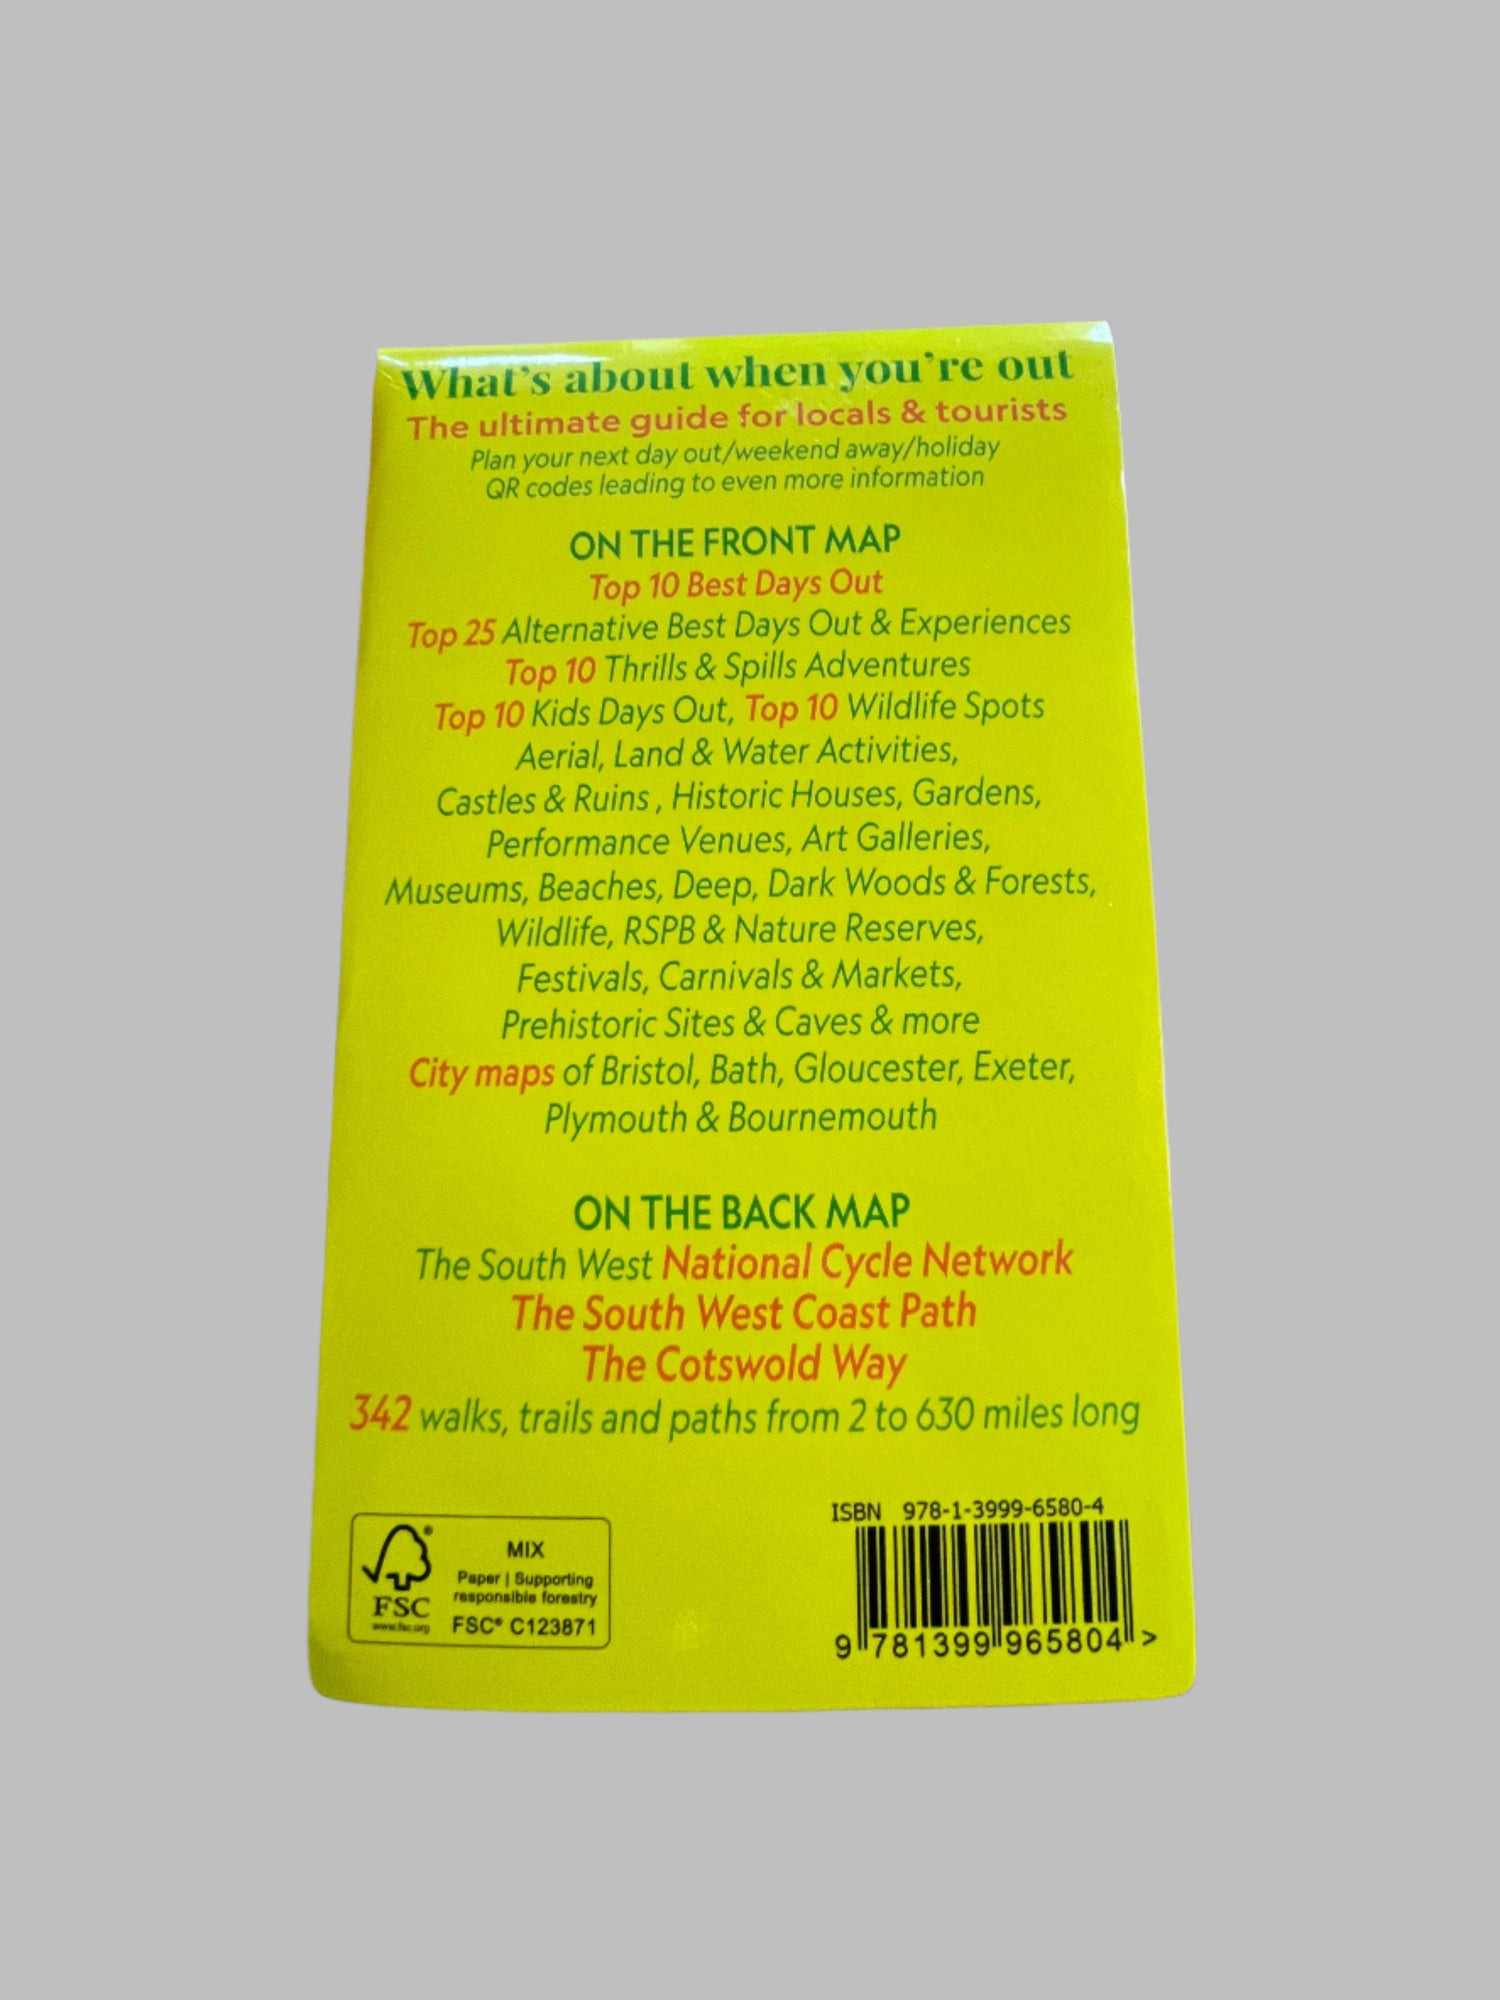 What's about when you're out
The ultimate guide for locals & tourists
Plan your next day out/weekend away/holiday
QR codes leading to even more information
ON THE FRONT MAP
Top 10 Best Days Out
Top 25 Alternative Best Days Out & Experiences
Top 10 Thrills & Spills Adventures
Top 10 Kids Days Out, Top 10 Wildlife Spots
Aerial, Land & Water Activities,
Castles & Ruins , Historic Houses, Gardens,
Performance Venues, Art Galleries,
Museums, Beaches, Deep, Dark Woods & Forests,
Wildlife, RSPB & Nature Reserves,
Festivals, Carnivals & Markets,
Prehistoric Sites & Caves & more
City maps of Bristol, Bath, Gloucester, Exeter,
Plymouth & Bournemouth
ON THE BACK MAP
The South West National Cycle Network
The South West Coast Path
The Cotswold Way
342 walks, trails and paths from 2 to 630 miles long
®
FSC
www.fsc.org
MIX
Paper | Supporting
responsible forestry
FSC® C123871
ISBN 978-1-3999-6580-4
9 781399 965804 >